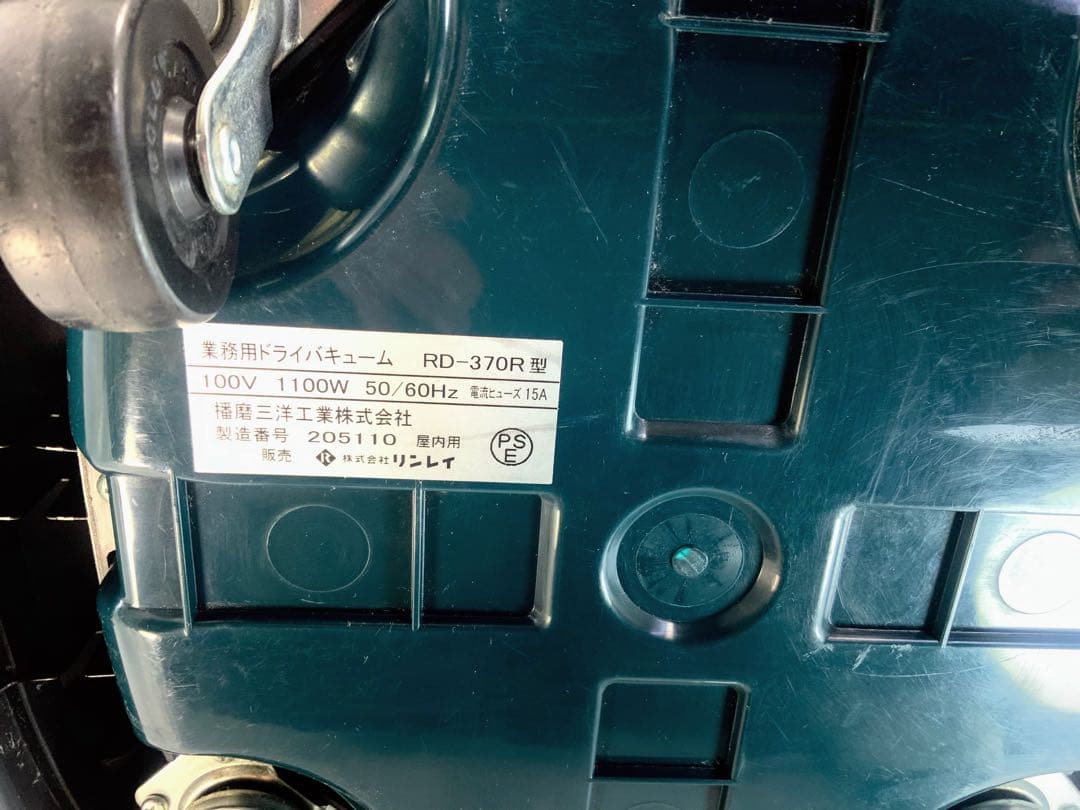 業務用ドライバキューム RD-370R型
100V 1100W 50/60Hz 電流ヒューズ 15A
播磨三洋工業株式会社
製造番号 205110 屋内用
販売 R 株式会社リンレイ
PS
E